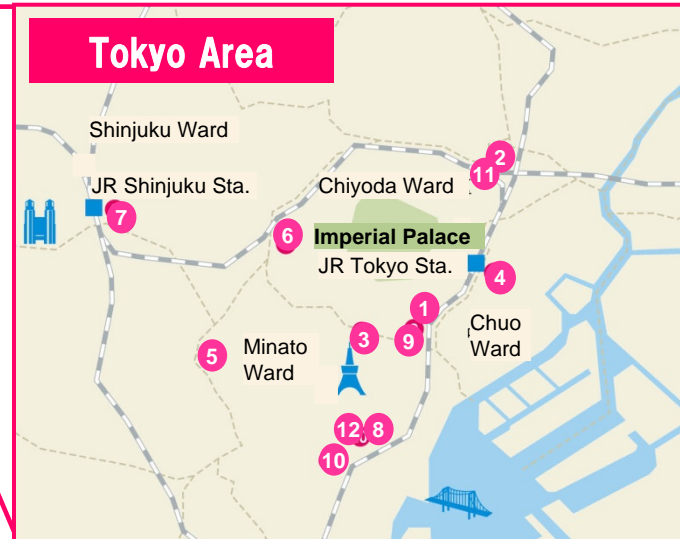 Tokyo Area
Shinjuku Ward
2
11
JR Shinjuku Sta.
Chiyoda Ward
7
6
Imperial Palace
JR Tokyo Sta.
4
1
3
9
Chuo
Ward
5
Minato
Ward
12
8
10